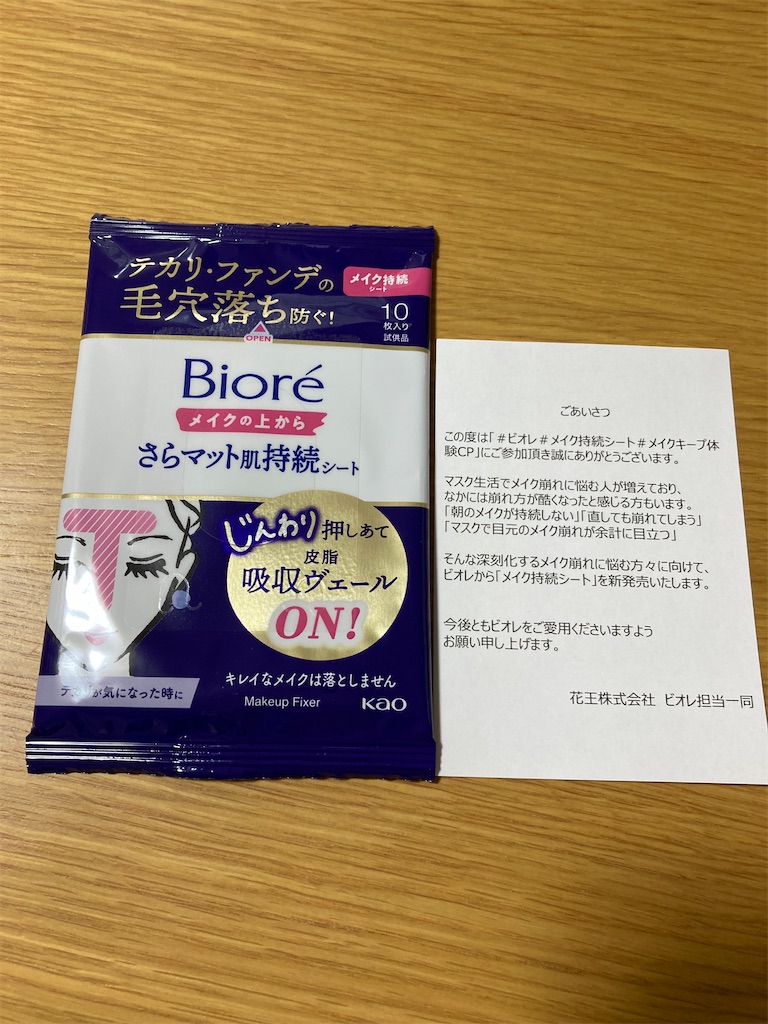 テカリ・ファンデの
毛穴落ち防ぐ!
メイク持続
シート
10
枚入り
試供品
OPEN
Bioré
メイクの上から
さらマット肌持続シート
じんわり押しあて
皮脂
吸収ヴェール
ON!
T
テカリが気になった時に
キレイなメイクは落としません
Makeup Fixer
Kao
ごあいさつ
この度は「#ビオレ#メイク持続シート#メイクキープ体
験CP」にご参加頂き誠にありがとうございます。
マスク生活でメイク崩れに悩む人が増えており、
なかには崩れ方が酷くなったと感じる方もいます。
「朝のメイクが持続しない」「直しても崩れてしまう」
「マスクで目元のメイク崩れが余計に目立つ」
そんな深刻化するメイク崩れに悩む方々に向けて、
ビオレから「メイク持続シート」を新発売いたします。
今後ともビオレをご愛用くださいますよう
お願い申し上げます。
花王株式会社 ビオレ担当一同